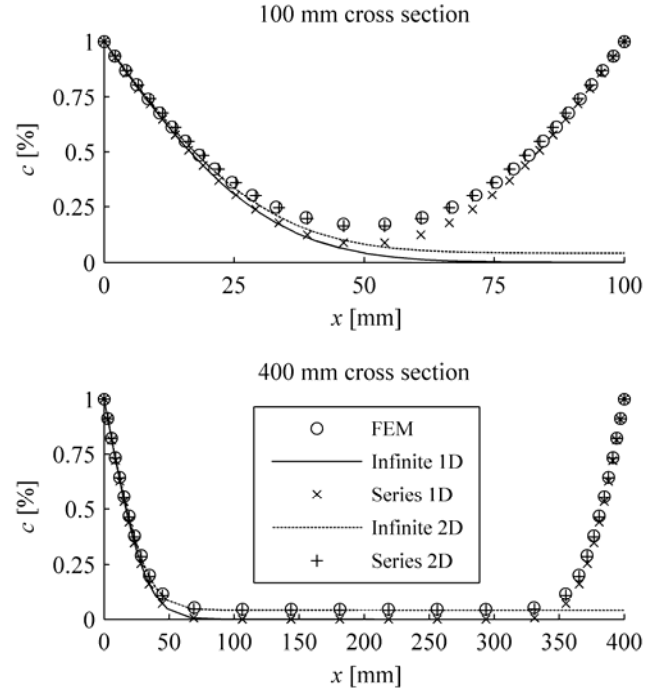 100 mm cross section
1
0.75
0.5
0.25
0
c [%]
0 25 50 75 100
x [mm]
400 mm cross section
1
0.75
0.5
0.25
0
c [%]
FEM
Infinite 1D
Series 1D
Infinite 2D
Series 2D
0 50 100 150 200 250 300 350 400
x [mm]